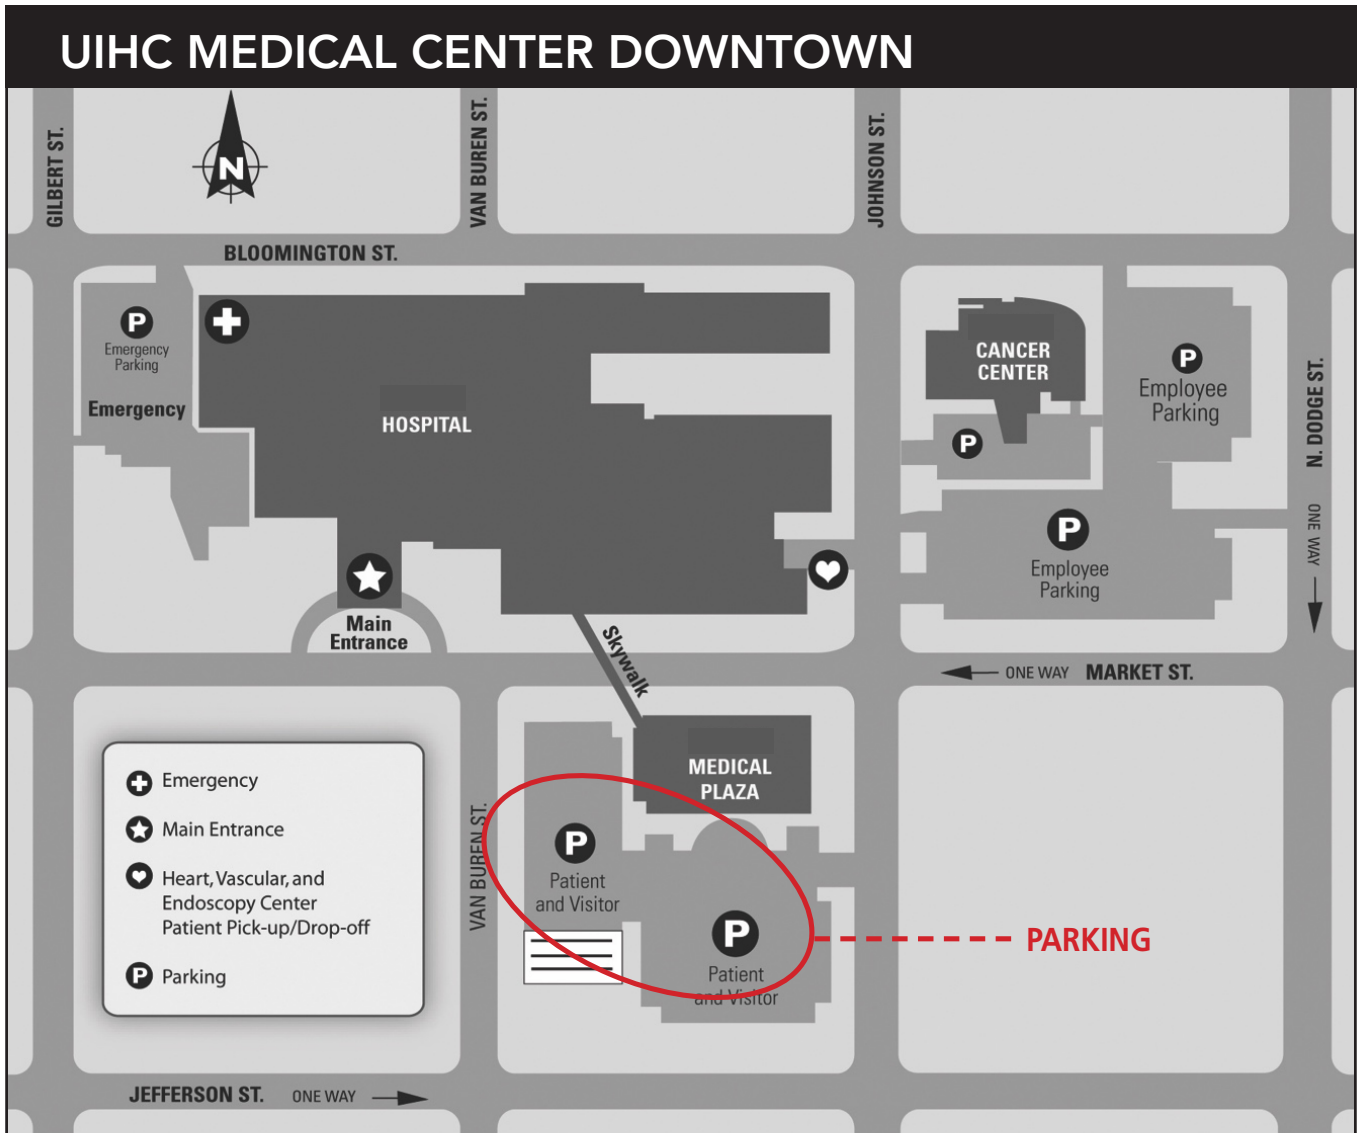 UIHC MEDICAL CENTER DOWNTOWN
GILBERT ST.
VAN BUREN ST.
JOHNSON ST.
N
BLOOMINGTON ST.
P
Emergency
Parking
Emergency
HOSPITAL
CANCER
CENTER
P
P
Employee
Parking
N. DODGE ST.
ONE WAY
P
Employee
Parking
Main
Entrance
Skywalk
ONE WAY MARKET ST.
MEDICAL
PLAZA
Emergency
Main Entrance
Heart, Vascular, and
Endoscopy Center
Patient Pick-up/Drop-off
P Parking
VAN BUREN ST.
P
Patient
and Visitor
P
Patient
and Visitor
PARKING
JEFFERSON ST. ONE WAY